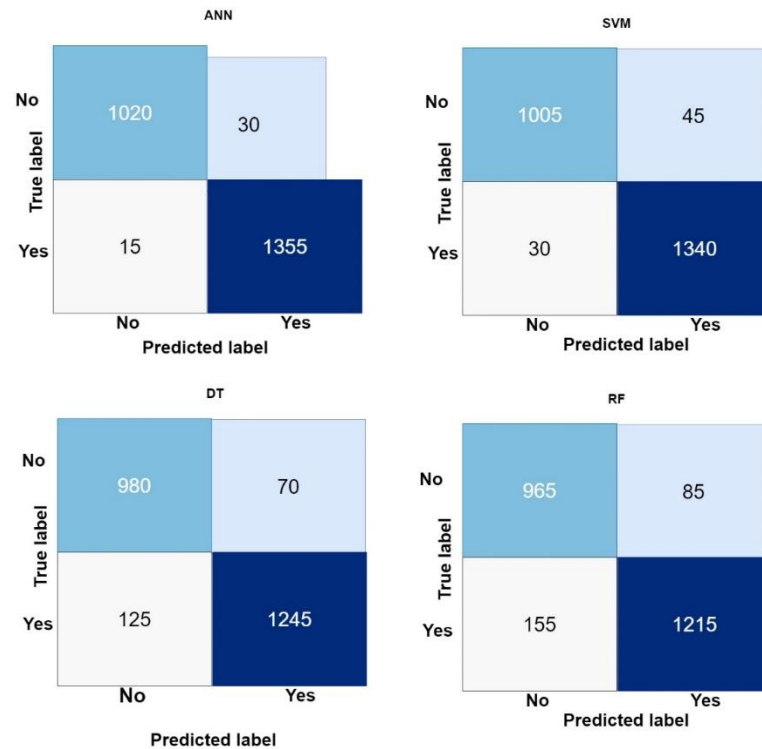 ANN
No
1020 30
True label
Yes
15 1355
No Yes
Predicted label
SVM
No
1005 45
True label
Yes
30 1340
No Yes
Predicted label
DT
No
980 70
True label
Yes
125 1245
No Yes
Predicted label
RF
No
965 85
True label
Yes
155 1215
No Yes
Predicted label